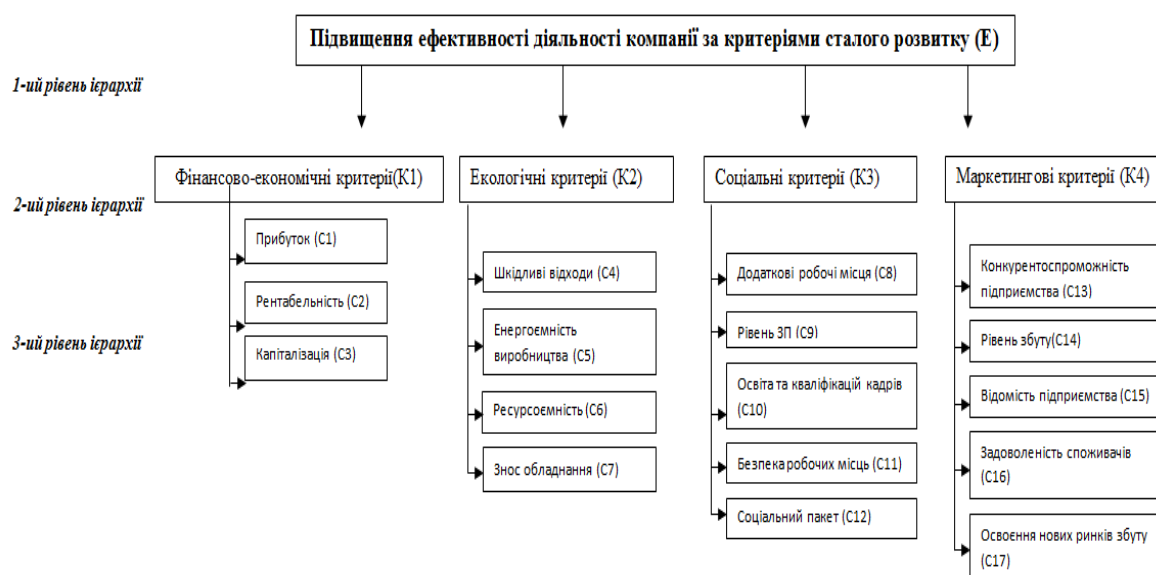 Підвищення ефективності діяльності компанії за критеріями сталого розвитку (Е)
1-ий рівень ієрархії
Фінансово-економічні критерії(К1)
Екологічні критерії (К2)
Соціальні критерії (К3)
Маркетингові критерії (К4)
2-ий рівень ієрархії
3-ий рівень ієрархії
Прибуток (С1)
Рентабельність (С2)
Капіталізація (С3)
Шкідливі відходи (С4)
Енергоємність
виробництва (С5)
Ресурсоємність (С6)
Знос обладнання (С7)
Додаткові робочі місця (С8)
Рівень ЗП (С9)
Освіта та кваліфікацій кадрів
(С10)
Безпека робочих місць (С11)
Соціальний пакет (С12)
Конкурентоспроможність
підприємства (С13)
Рівень збуту(С14)
Відомість підприємства (С15)
Задоволеність споживачів
(С16)
Освоєння нових ринків збуту
(С17)